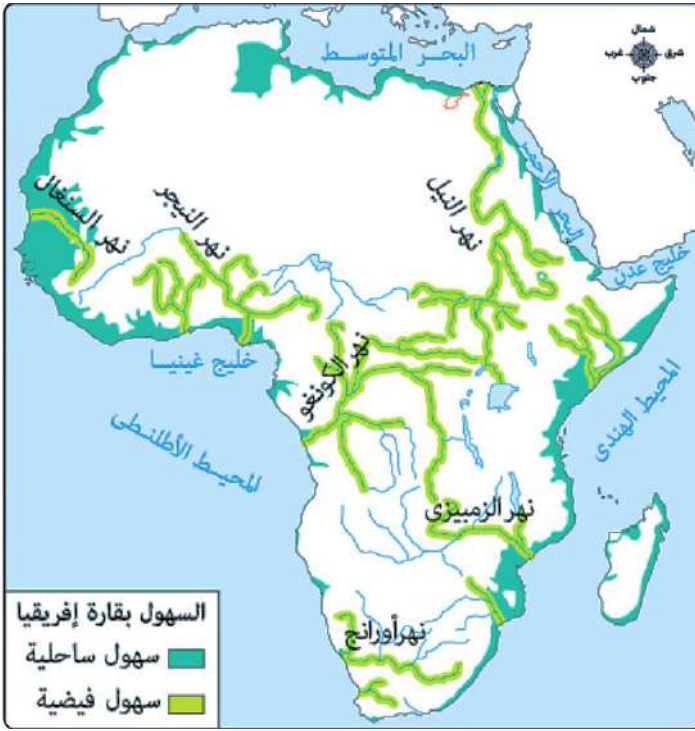 البحر المتوسط
شمال
شرق
غرب
جنوب
البحر الأحمر
نهر النيل
نهر السنغال
نهر النيجر
خليج عدن
خليج غينيا
نهر الكونغو
المحيط الهندى
المحيط الأطلنطى
نهر الزمبيزى
نهر أورانج
السهول بقارة إفريقيا
سهول ساحلية
سهول فيضية